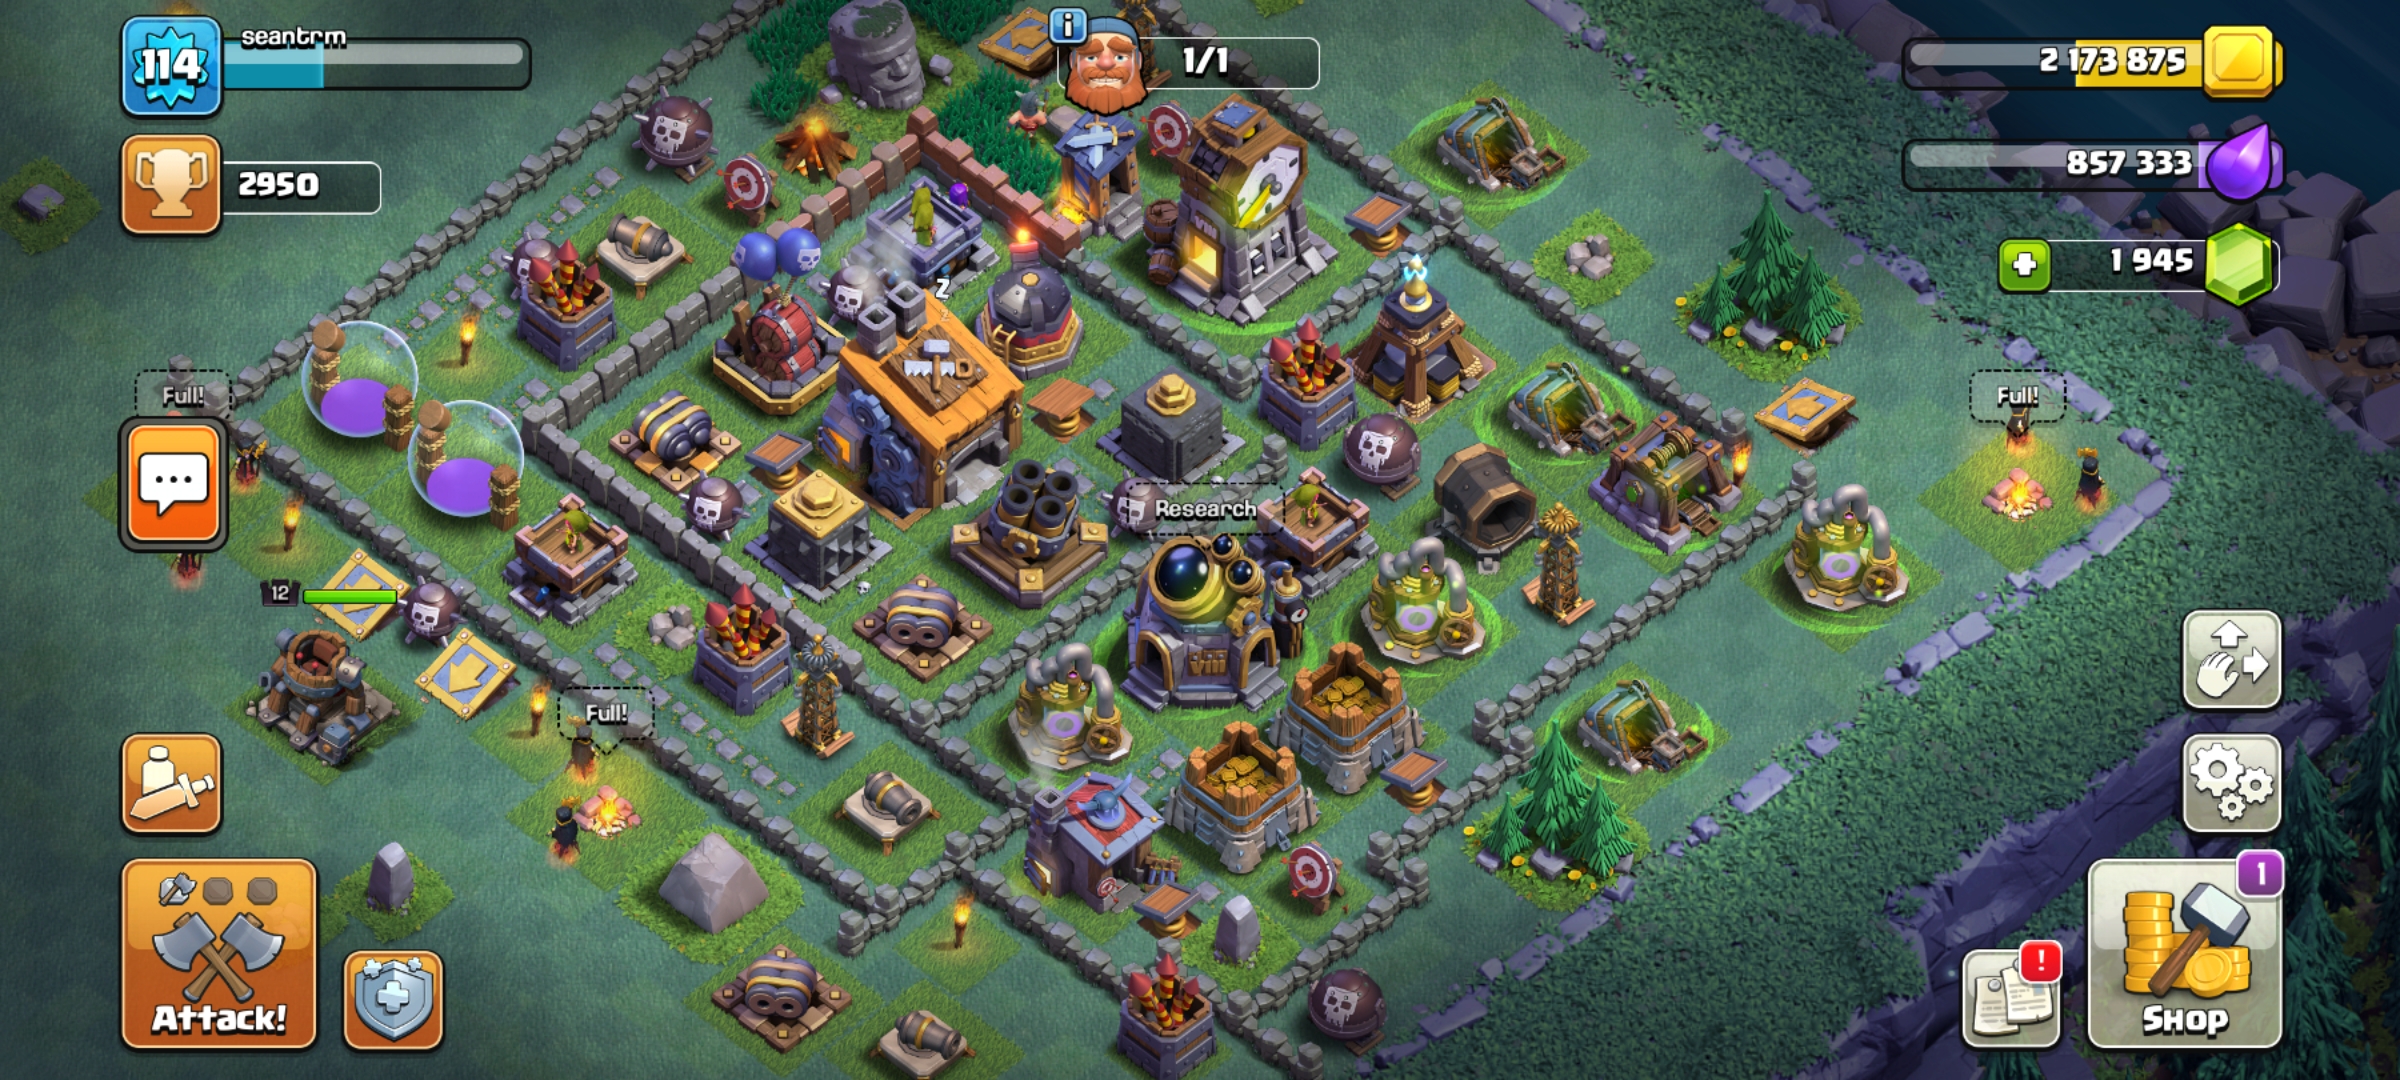 114
seantrm
i
1/1
2 173 875
2950
857 333
1 945
z
Full!
Full!
Research
12
Full!
1
!
Attack!
Shop